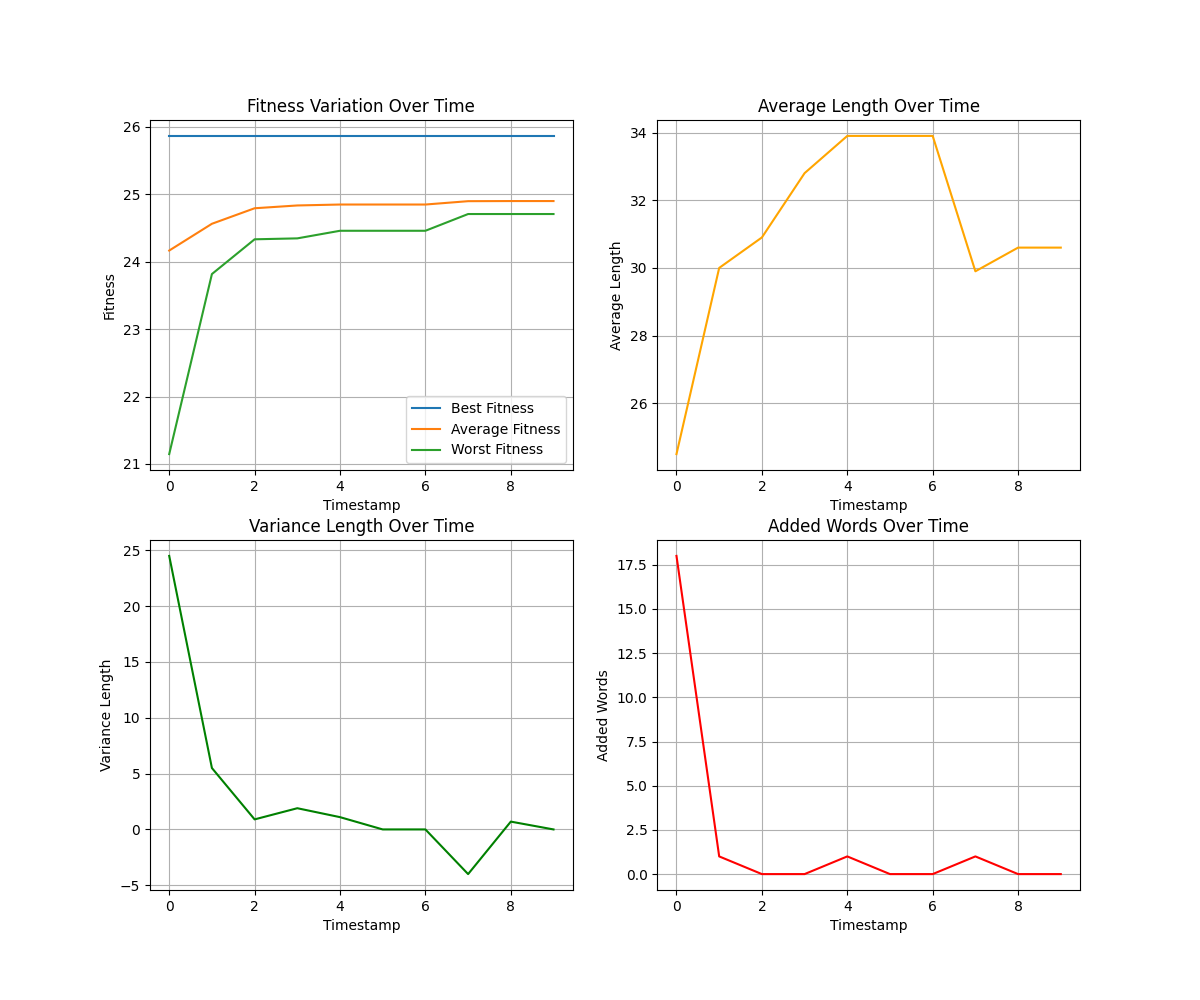 Fitness Variation Over Time
26
25
24
23
22
21
Fitness
Best Fitness
Average Fitness
Worst Fitness
0 2 4 6 8
Timestamp
Average Length Over Time
34
32
30
28
26
Average Length
0 2 4 6 8
Timestamp
Variance Length Over Time
25
20
15
10
5
0
−5
Variance Length
0 2 4 6 8
Timestamp
Added Words Over Time
17.5
15.0
12.5
10.0
7.5
5.0
2.5
0.0
Added Words
0 2 4 6 8
Timestamp